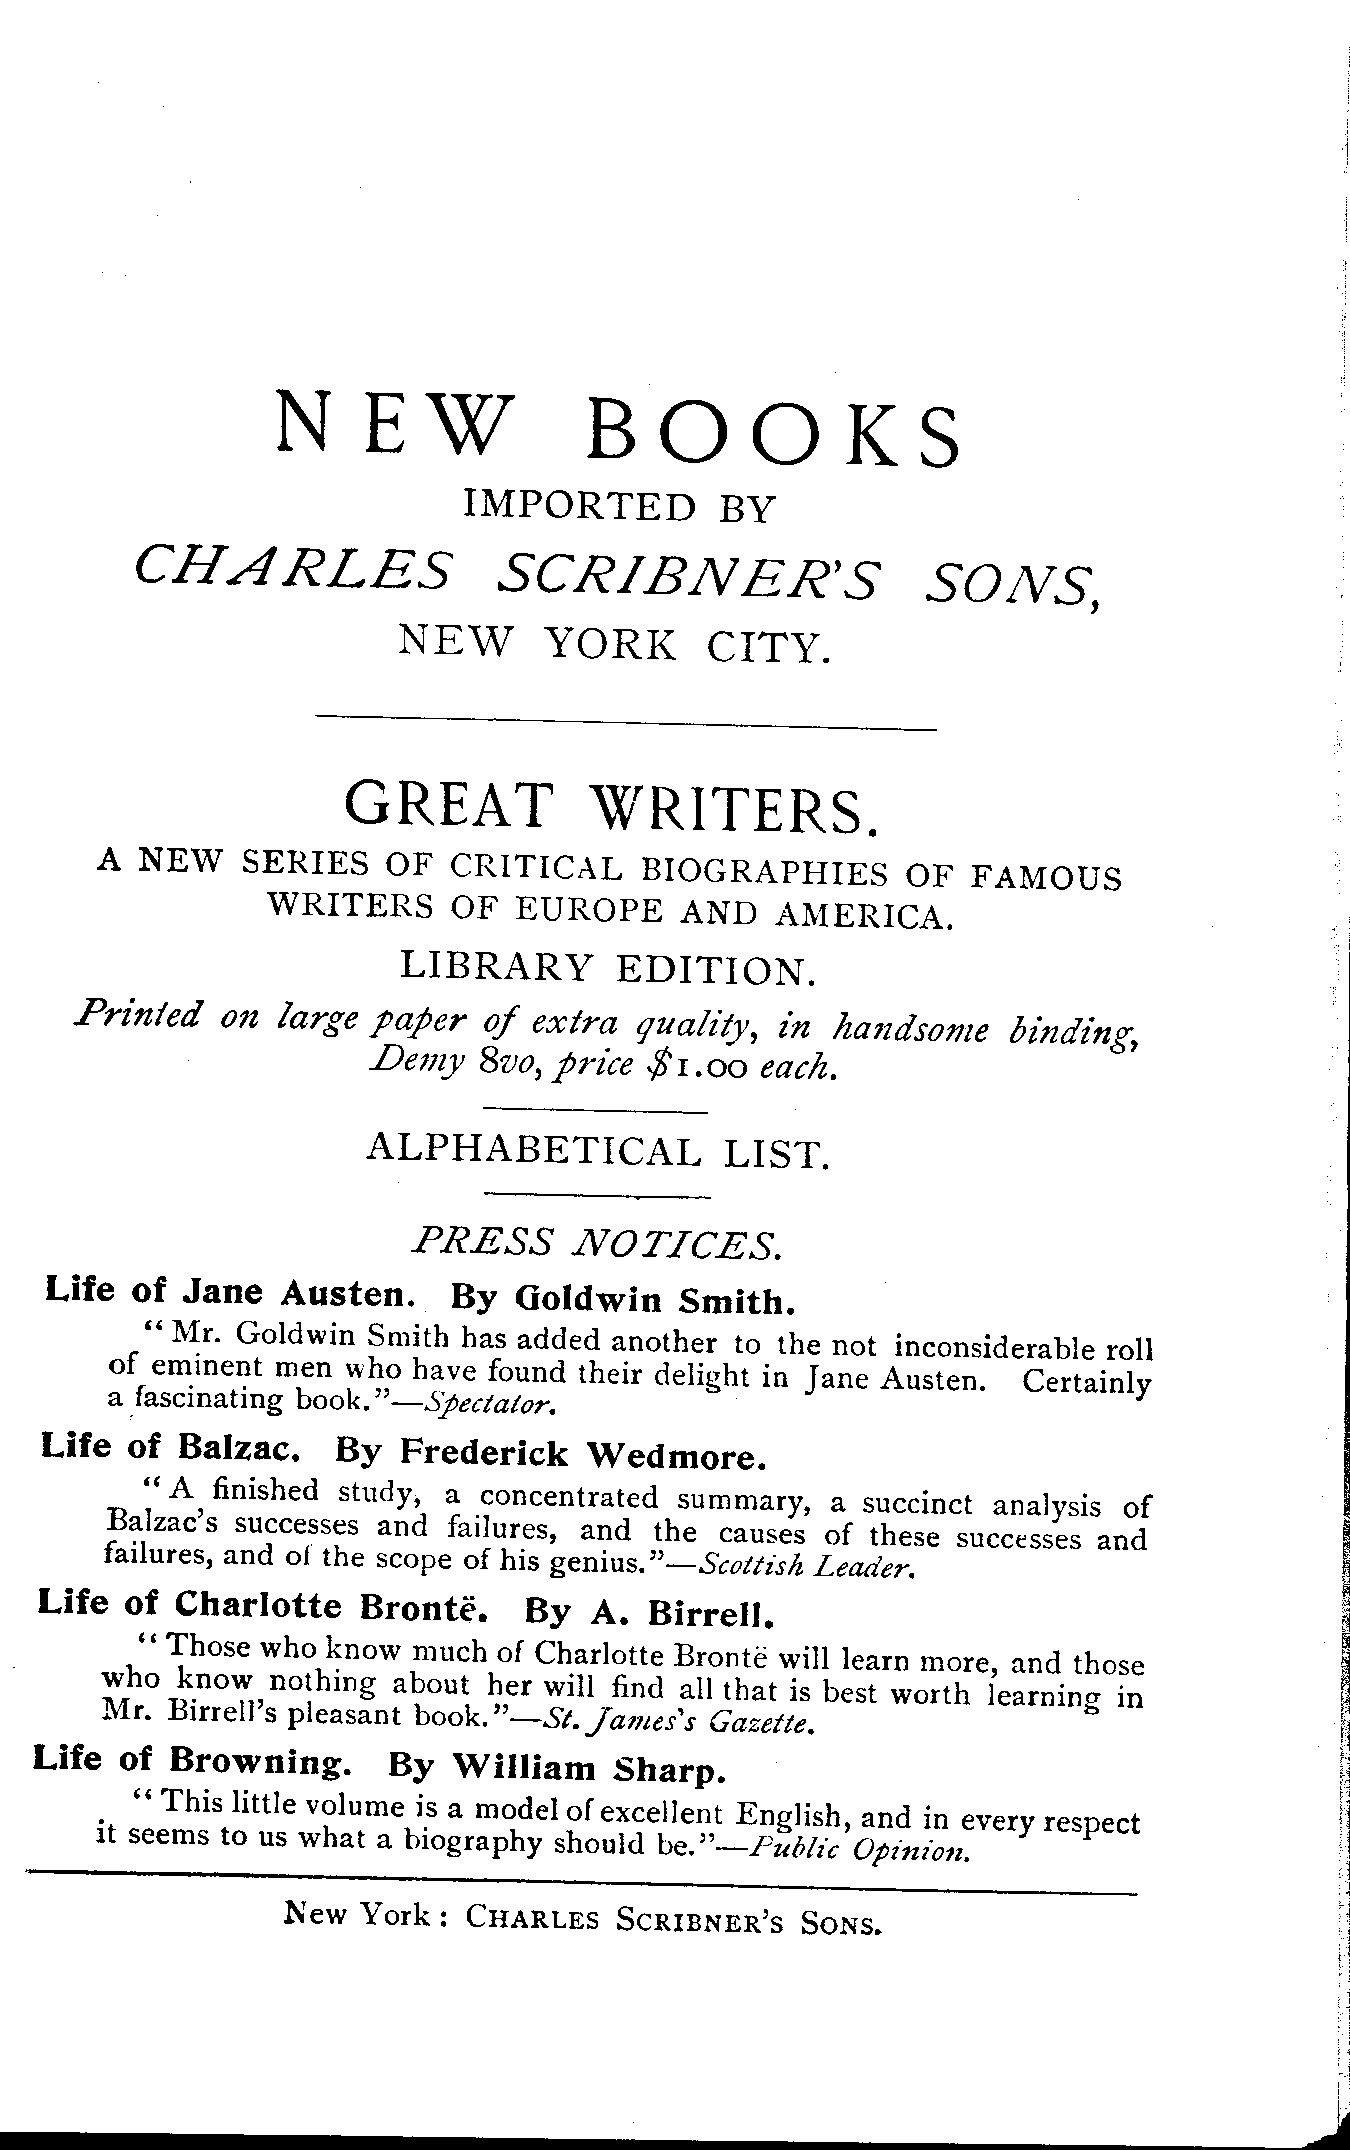 NEW BOOKS
IMPORTED BY
CHARLES SCRIBNER'S SONS,
NEW YORK CITY.
GREAT WRITERS.
A NEW SERIES OF CRITICAL BIOGRAPHIES OF FAMOUS
WRITERS OF EUROPE AND AMERICA.
LIBRARY EDITION.
Printed on large paper of extra quality, in handsome binding,
Demy 8vo, price $1.00 each.
ALPHABETICAL LIST.
PRESS NOTICES.
Life of Jane Austen. By Goldwin Smith.
“Mr. Goldwin Smith has added another to the not inconsiderable roll
of eminent men who have found their delight in Jane Austen. Certainly
a fascinating book.”—Spectator.
Life of Balzac. By Frederick Wedmore.
“A finished study, a concentrated summary, a succinct analysis of
Balzac's successes and failures, and the causes of these successes and
failures, and of the scope of his genius.”—Scottish Leader.
Life of Charlotte Brontë. By A. Birrell.
“Those who know much of Charlotte Brontë will learn more, and those
who know nothing about her will find all that is best worth learning in
Mr. Birrell's pleasant book.”—St. James's Gazette.
Life of Browning. By William Sharp.
“This little volume is a model of excellent English, and in every respect
it seems to us what a biography should be.”—Public Opinion.
New York: CHARLES SCRIBNER'S SONS.